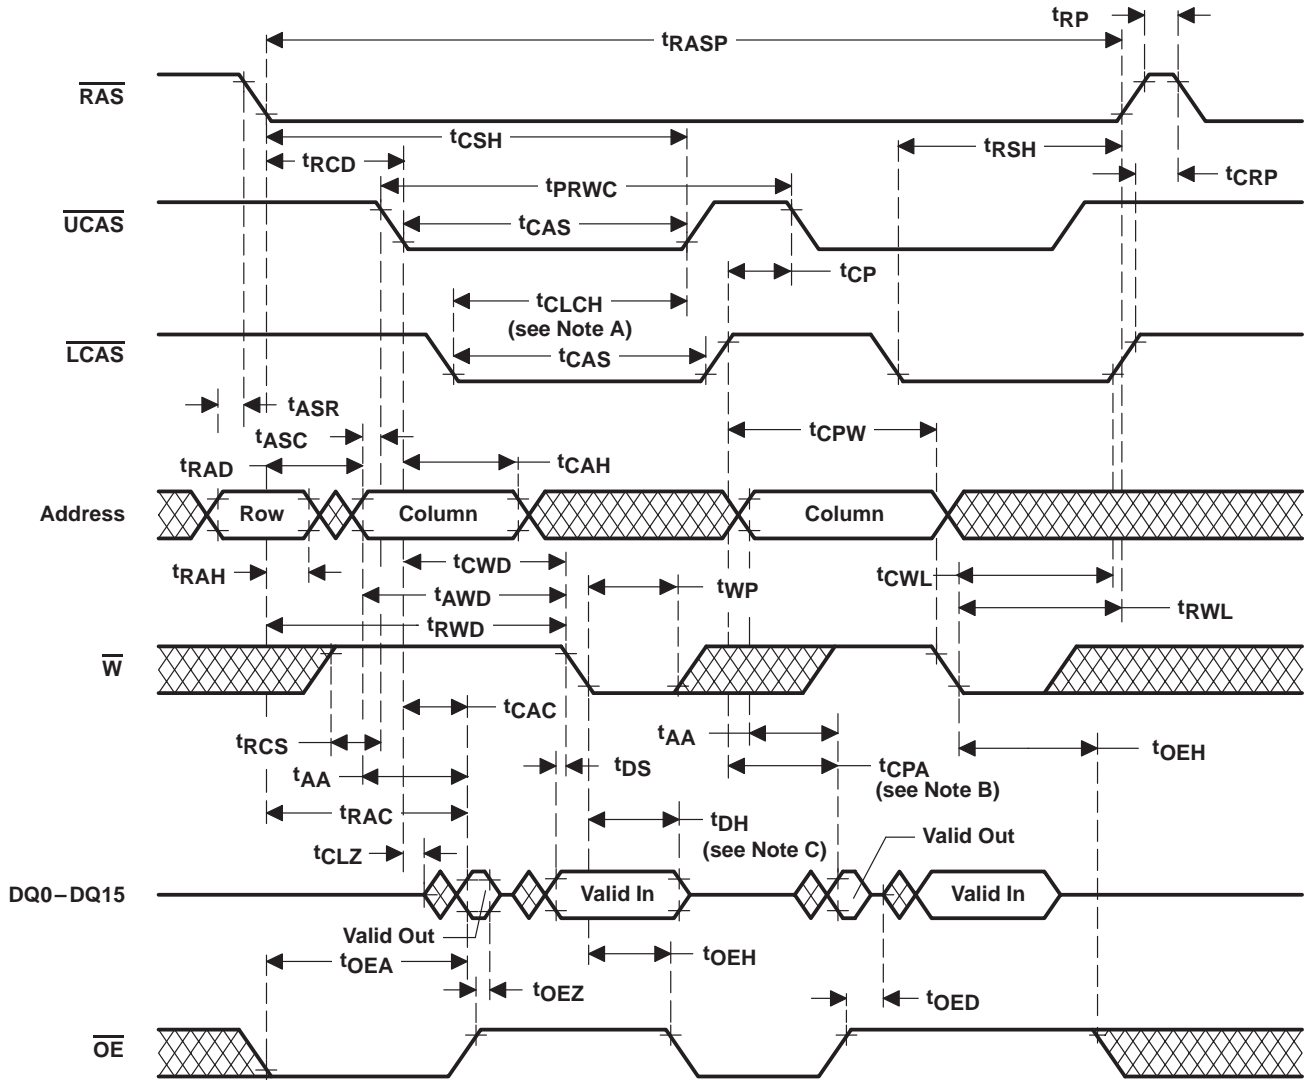 tRP
tRASP
RAS
tCSH
tRSH
tRCD
tCRP
tPRWC
UCAS
tCAS
tCP
tCLCH
(see Note A)
LCAS
tCAS
tASR
tASC
tCPW
tRAD
tCAH
Address
Row
Column
Column
tCWD
tRAH
tWP
tCWL
tAWD
tRWL
tRWD
W
tCAC
tAA
tRCS
tOEH
tDS
tAA
tCPA
(see Note B)
tRAC
tDH
(see Note C)
Valid Out
tCLZ
DQ0–DQ15
Valid In
Valid In
Valid Out
tOEA
tOEH
tOEZ
tOED
OE